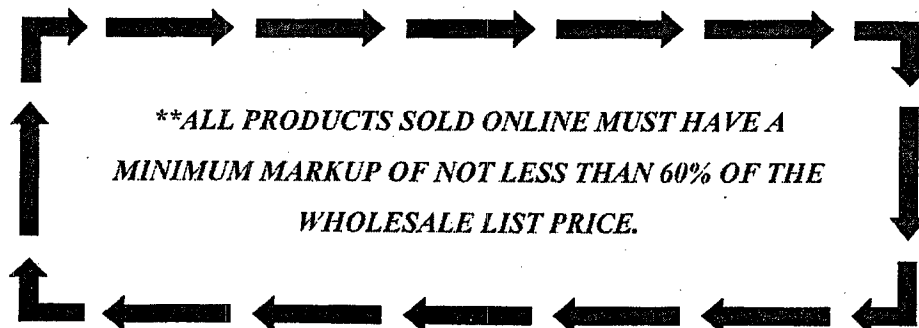 **ALL PRODUCTS SOLD ONLINE MUST HAVE A
MINIMUM MARKUP OF NOT LESS THAN 60% OF THE
WHOLESALE LIST PRICE.